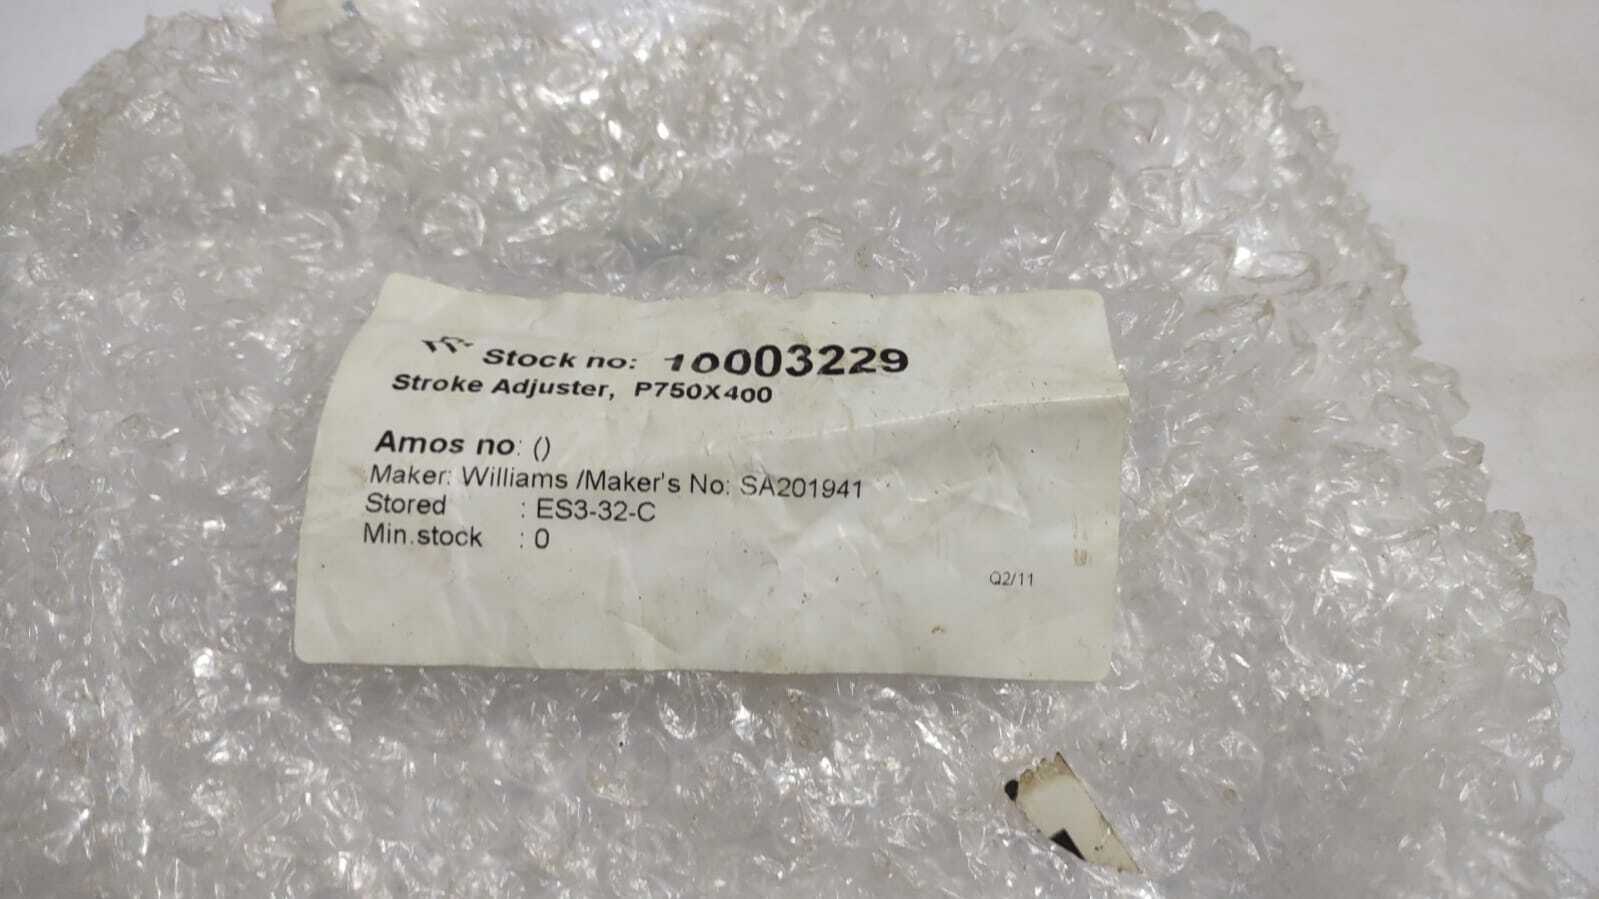 Stock no: 10003229
Stroke Adjuster, P750X400
Amos no: ()
Maker: Williams /Maker's No: SA201941
Stored : ES3-32-C
Min.stock : 0
Q2/11